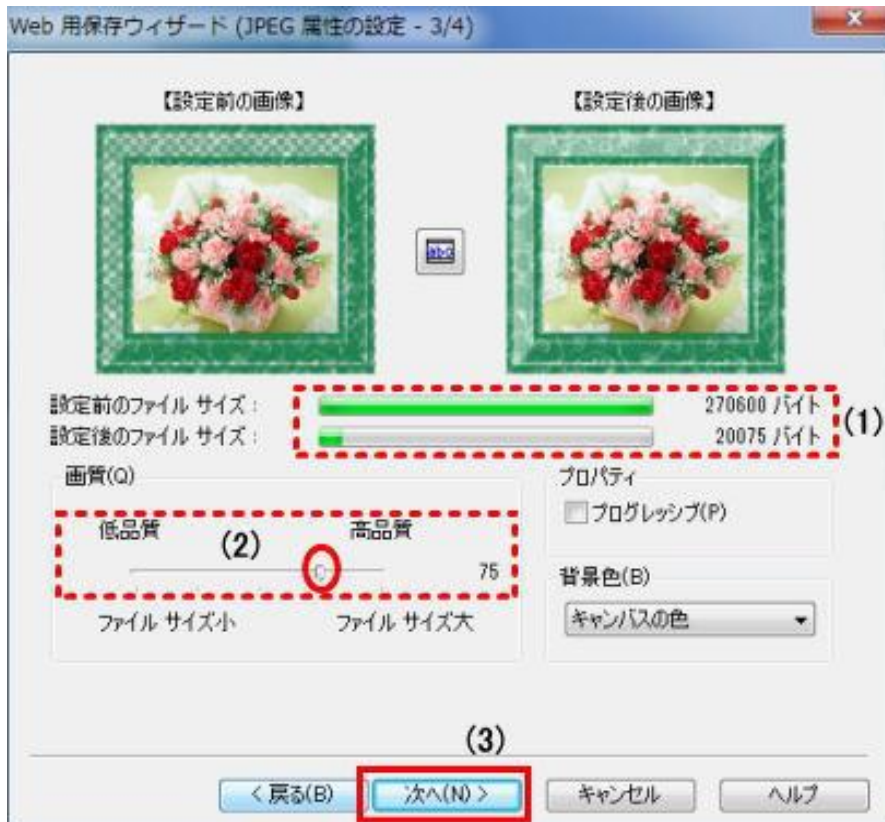 Web 用保存ウィザード (JPEG 属性の設定 - 3/4)
【設定前の画像】
【設定後の画像】
abc
設定前のファイル サイズ :
270600 バイト
設定後のファイル サイズ :
20075 バイト
(1)
画質(Q)
低品質
高品質
(2)
75
ファイル サイズ小
ファイル サイズ大
プロパティ
プログレッシブ(P)
背景色(B)
キャンバスの色
(3)
< 戻る(B)
次へ(N) >
キャンセル
ヘルプ